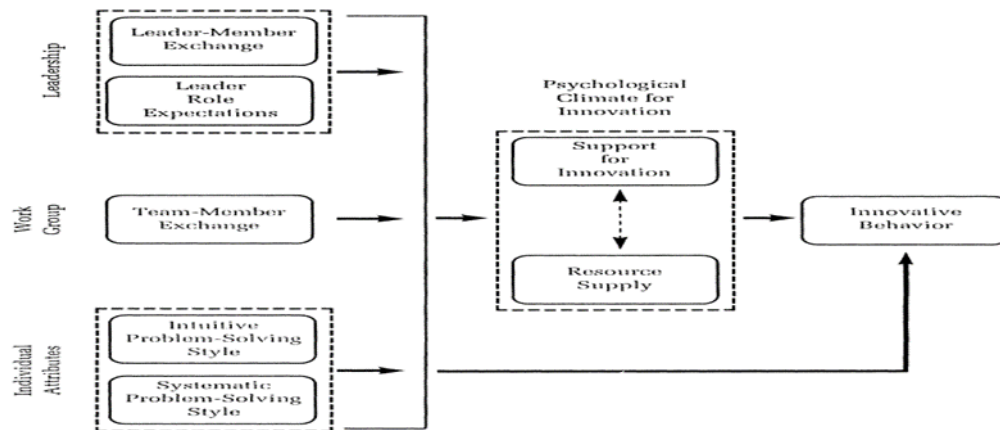 Leadership
Leader-Member
Exchange
Leader
Role
Expectations
Work
Group
Team-Member
Exchange
Individual
Attributes
Intuitive
Problem-Solving
Style
Systematic
Problem-Solving
Style
Psychological
Climate for
Innovation
Support
for
Innovation
Resource
Supply
Innovative
Behavior